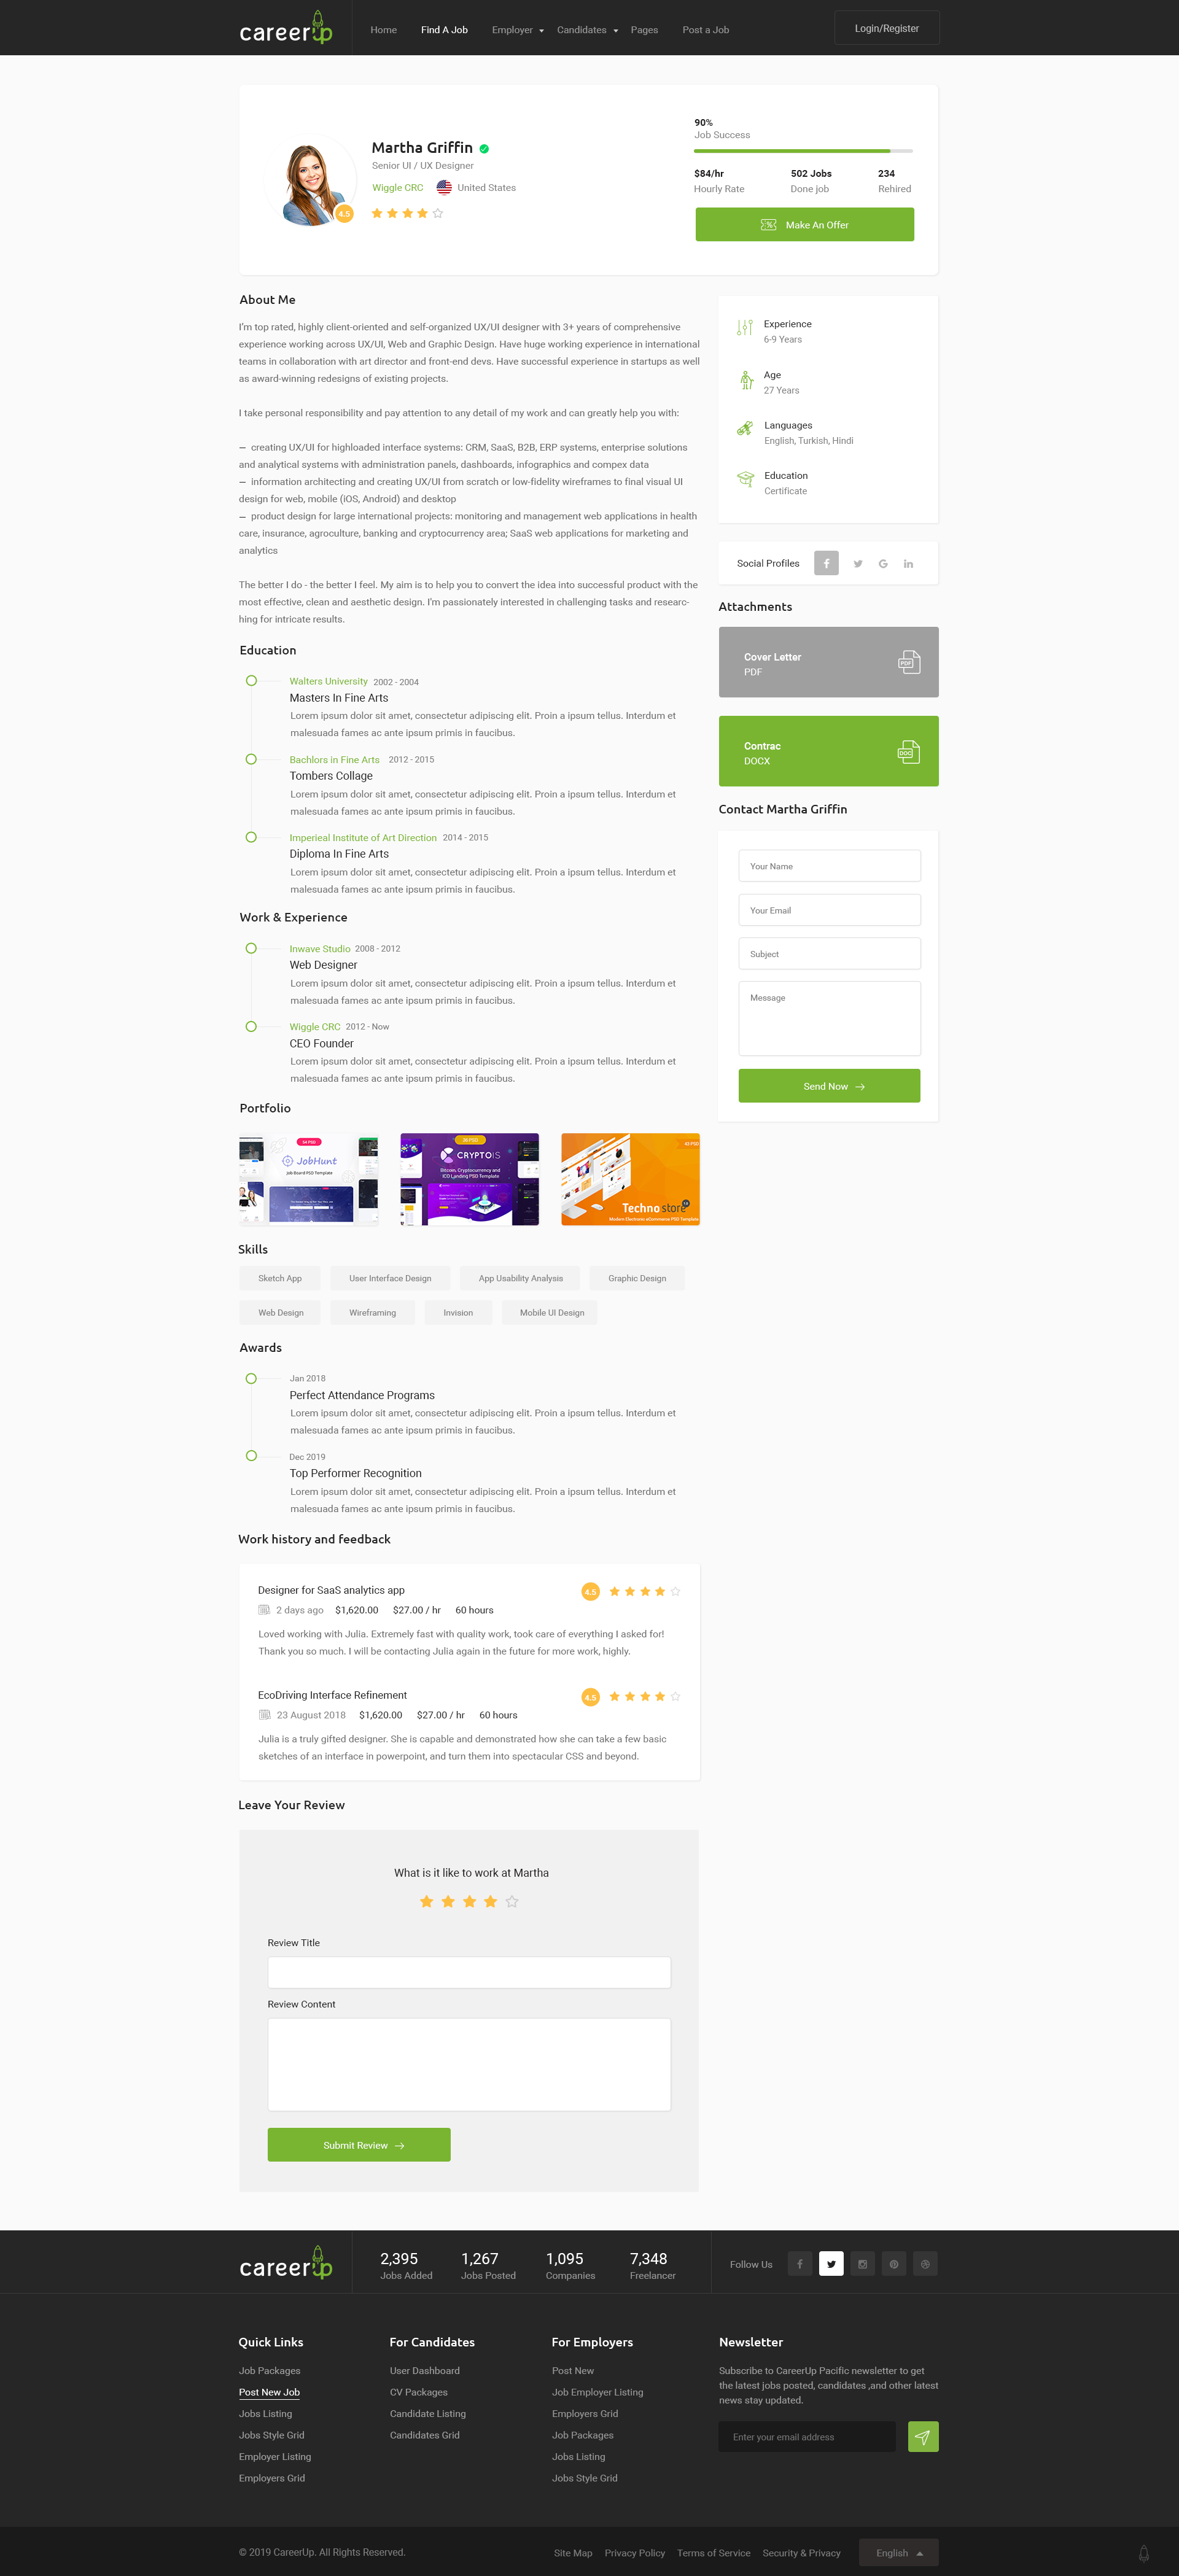 careerup
Home
Find A Job
Employer
Candidates
Pages
Post a Job
Login/Register
Martha Griffin
Senior UI / UX Designer
Wiggle CRC
United States
4.5
90%
Job Success
$84/hr
502 Jobs
234
Hourly Rate
Done job
Rehired
Make An Offer
About Me
I'm top rated, highly client-oriented and self-organized UX/UI designer with 3+ years of comprehensive
experience working across UX/UI, Web and Graphic Design. Have huge working experience in international
teams in collaboration with art director and front-end devs. Have successful experience in startups as well
as award-winning redesigns of existing projects.
I take personal responsibility and pay attention to any detail of my work and can greatly help you with:
— creating UX/UI for highloaded interface systems: CRM, SaaS, B2B, ERP systems, enterprise solutions
and analytical systems with administration panels, dashboards, infographics and compex data
— information architecting and creating UX/UI from scratch or low-fidelity wireframes to final visual UI
design for web, mobile (iOS, Android) and desktop
— product design for large international projects: monitoring and management web applications in health
care, insurance, agroculture, banking and cryptocurrency area; SaaS web applications for marketing and
analytics
The better I do - the better I feel. My aim is to help you to convert the idea into successful product with the
most effective, clean and aesthetic design. I'm passionately interested in challenging tasks and researc-
hing for intricate results.
Education
Walters University 2002 - 2004
Masters In Fine Arts
Lorem ipsum dolor sit amet, consectetur adipiscing elit. Proin a ipsum tellus. Interdum et
malesuada fames ac ante ipsum primis in faucibus.
Bachlors in Fine Arts 2012 - 2015
Tombers Collage
Lorem ipsum dolor sit amet, consectetur adipiscing elit. Proin a ipsum tellus. Interdum et
malesuada fames ac ante ipsum primis in faucibus.
Imperieal Institute of Art Direction 2014 - 2015
Diploma In Fine Arts
Lorem ipsum dolor sit amet, consectetur adipiscing elit. Proin a ipsum tellus. Interdum et
malesuada fames ac ante ipsum primis in faucibus.
Work & Experience
Inwave Studio 2008 - 2012
Web Designer
Lorem ipsum dolor sit amet, consectetur adipiscing elit. Proin a ipsum tellus. Interdum et
malesuada fames ac ante ipsum primis in faucibus.
Wiggle CRC 2012 - Now
CEO Founder
Lorem ipsum dolor sit amet, consectetur adipiscing elit. Proin a ipsum tellus. Interdum et
malesuada fames ac ante ipsum primis in faucibus.
Portfolio
JobHunt
Job Board PSD Template
CRYPTOIS
Bitcoin, Cryptocurrency and
ICO Landing PSD Template
Techno store
Modern Electronic eCommerce PSD Template
Skills
Sketch App
User Interface Design
App Usability Analysis
Graphic Design
Web Design
Wireframing
Invision
Mobile UI Design
Awards
Jan 2018
Perfect Attendance Programs
Lorem ipsum dolor sit amet, consectetur adipiscing elit. Proin a ipsum tellus. Interdum et
malesuada fames ac ante ipsum primis in faucibus.
Dec 2019
Top Performer Recognition
Lorem ipsum dolor sit amet, consectetur adipiscing elit. Proin a ipsum tellus. Interdum et
malesuada fames ac ante ipsum primis in faucibus.
Work history and feedback
Designer for SaaS analytics app
4.5
2 days ago $1,620.00 $27.00 / hr 60 hours
Loved working with Julia. Extremely fast with quality work, took care of everything I asked for!
Thank you so much. I will be contacting Julia again in the future for more work, highly.
EcoDriving Interface Refinement
4.5
23 August 2018 $1,620.00 $27.00 / hr 60 hours
Julia is a truly gifted designer. She is capable and demonstrated how she can take a few basic
sketches of an interface in powerpoint, and turn them into spectacular CSS and beyond.
Leave Your Review
What is it like to work at Martha
Review Title
Review Content
Submit Review
Experience
6-9 Years
Age
27 Years
Languages
English, Turkish, Hindi
Education
Certificate
Social Profiles
Attachments
Cover Letter
PDF
PDF
Contrac
DOCX
DOC
Contact Martha Griffin
Your Name
Your Email
Subject
Message
Send Now
careerup
2,395
Jobs Added
1,267
Jobs Posted
1,095
Companies
7,348
Freelancer
Follow Us
Quick Links
Job Packages
Post New Job
Jobs Listing
Jobs Style Grid
Employer Listing
Employers Grid
For Candidates
User Dashboard
CV Packages
Candidate Listing
Candidates Grid
For Employers
Post New
Job Employer Listing
Employers Grid
Job Packages
Jobs Listing
Jobs Style Grid
Newsletter
Subscribe to CareerUp Pacific newsletter to get
the latest jobs posted, candidates ,and other latest
news stay updated.
Enter your email address
© 2019 CareerUp. All Rights Reserved.
Site Map
Privacy Policy
Terms of Service
Security & Privacy
English